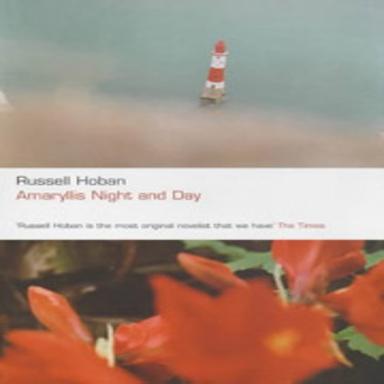 Russell Hoban
Amaryllis Night and Day
'Russell Hoban is the most original novelist that we have' The Times